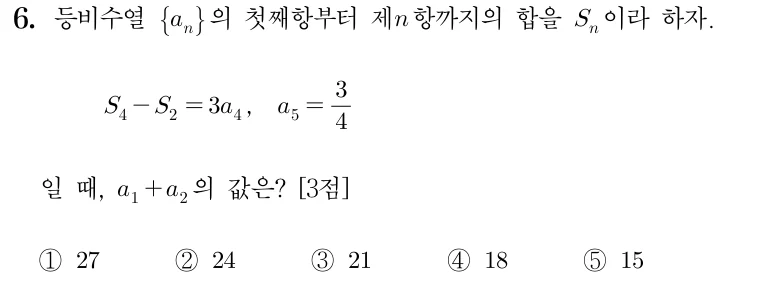 6. 등비수열 {aₙ}의 첫째항부터 제n항까지의 합을 Sₙ이라 하자.
S₄ − S₂ = 3a₄, a₅ = 3/4
일 때, a₁ + a₂의 값은? [3점]
① 27 ② 24 ③ 21 ④ 18 ⑤ 15